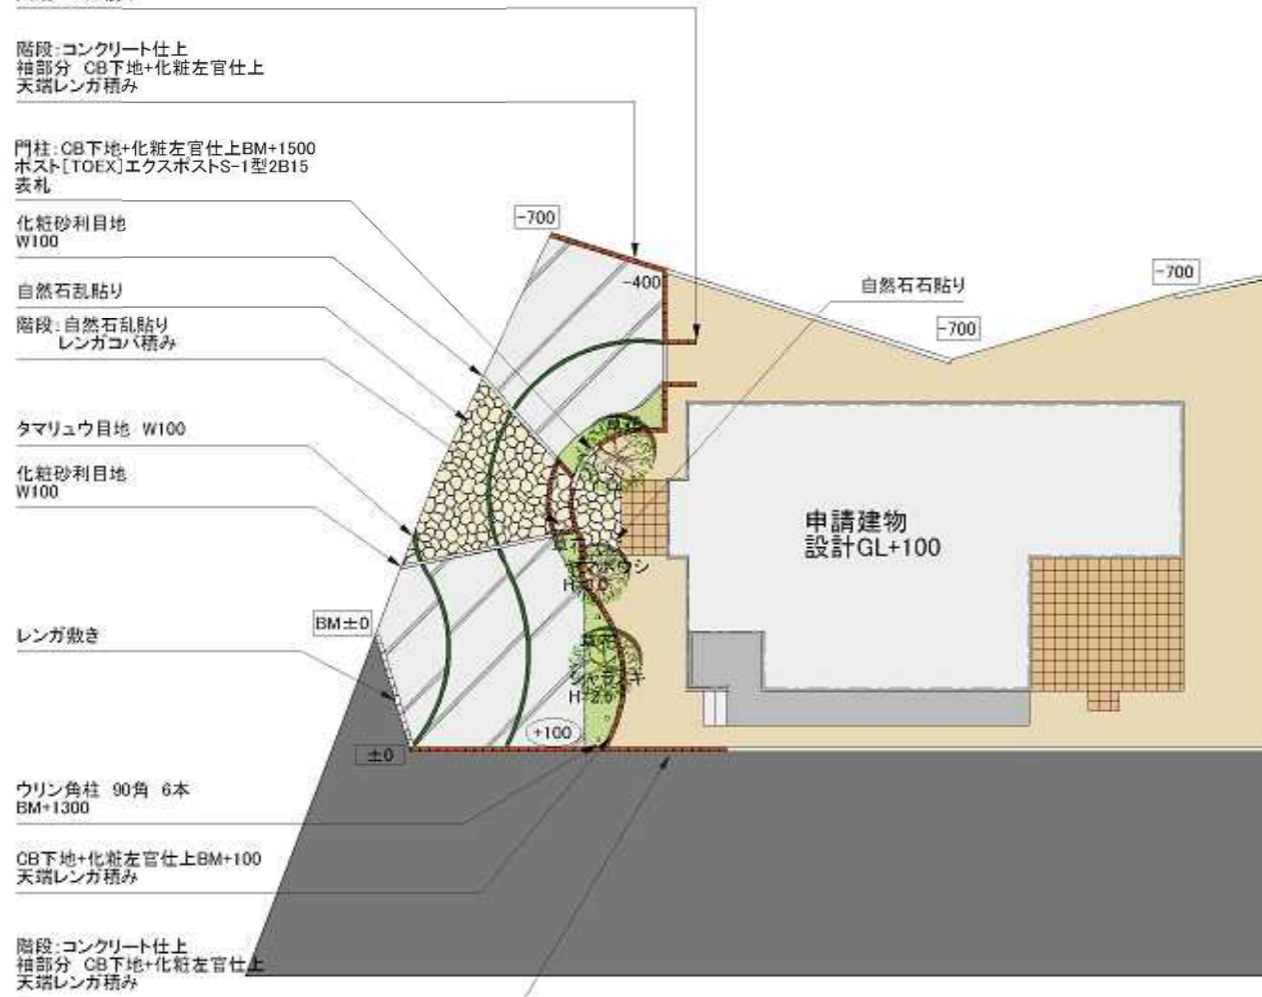 階段:コンクリート仕上
袖部分 CB下地+化粧左官仕上
天端レンガ積み
門柱:CB下地+化粧左官仕上BM+1500
ポスト[TOEX]エクスポストS-1型2B15
表札
化粧砂利目地
W100
自然石乱貼り
階段:自然石乱貼り
レンガコバ積み
タマリュウ目地 W100
化粧砂利目地
W100
レンガ敷き
ウリン角柱 90角 6本
BM+1300
CB下地+化粧左官仕上BM+100
天端レンガ積み
階段:コンクリート仕上
袖部分 CB下地+化粧左官仕上
天端レンガ積み
-700
-400
自然石石貼り
-700
-700
申請建物
設計GL+100
BM±0
+100
±0